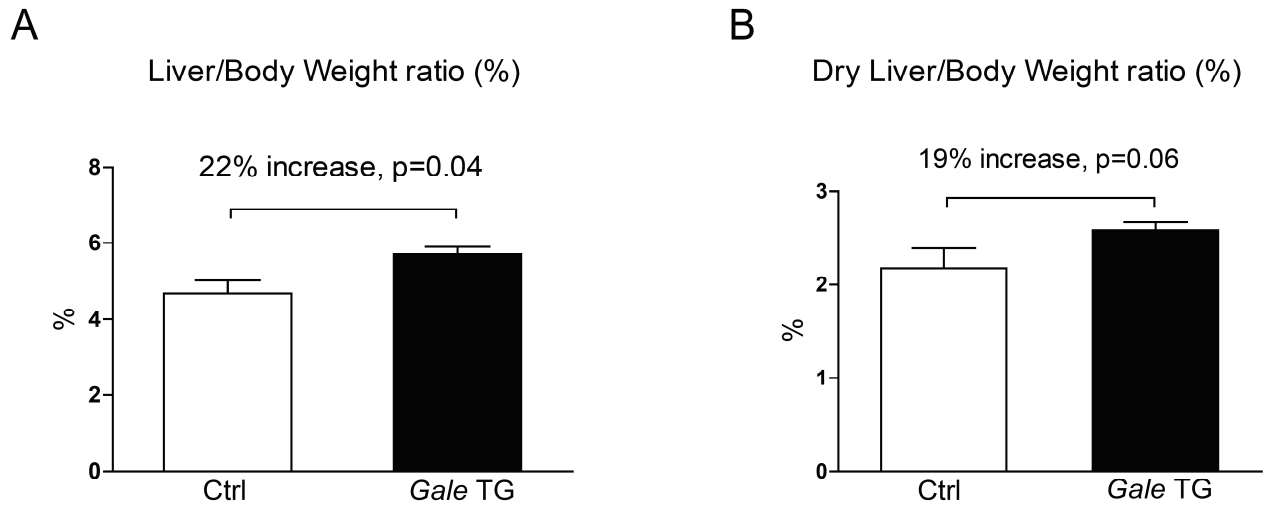 A
Liver/Body Weight ratio (%)
22% increase, p=0.04
8
6
4
2
0
%
Ctrl
Gale TG
B
Dry Liver/Body Weight ratio (%)
19% increase, p=0.06
3
2
1
0
%
Ctrl
Gale TG